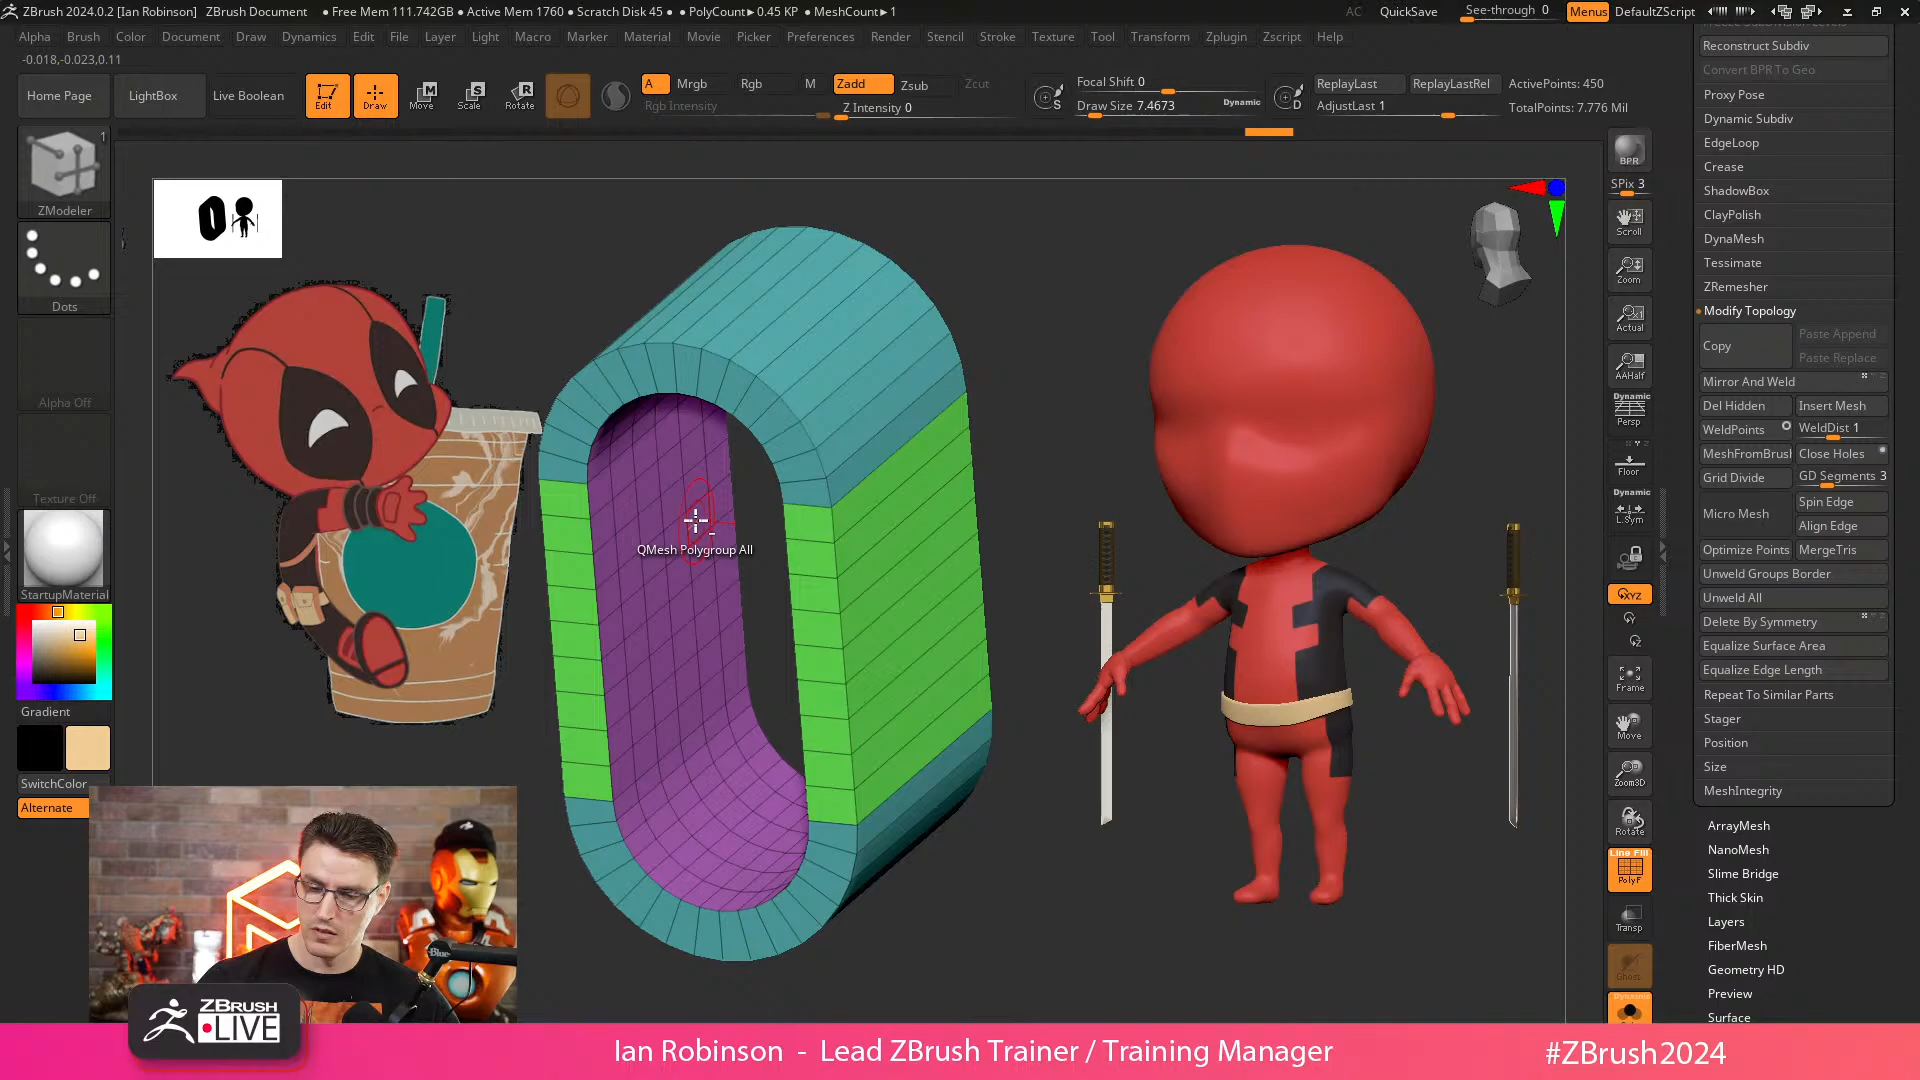 ZBrush 2024.0.2 [Ian Robinson] ZBrush Document ● Free Mem 111.742GB ● Active Mem 1760 ● Scratch Disk 45 ● PolyCount▸ 0.45 KP ● MeshCount▸ 1
AC QuickSave See-through 0 Menus DefaultZScript
Alpha Brush Color Document Draw Dynamics Edit File Layer Light Macro Marker Material Movie Picker Preferences Render Stencil Stroke Texture Tool Transform Zplugin Zscript Help
-0.018,-0.023,0.11
Home Page LightBox Live Boolean Edit Draw Move Scale Rotate
A Mrgb Rgb M Zadd Zsub Zcut
Rgb Intensity Z Intensity 0
Focal Shift 0
Draw Size 7.4673 Dynamic
S D
ReplayLast ReplayLastRel ActivePoints: 450
AdjustLast 1 TotalPoints: 7.776 Mil
1
ZModeler
Dots
Alpha Off
Texture Off
StartupMaterial
Gradient
SwitchColor
Alternate
QMesh Polygroup All
BPR
SPix 3
Scroll
Zoom
Actual
AAHalf
Dynamic
Persp
Floor
Dynamic
L.Sym
XYZ
Frame
Move
Zoom3D
Rotate
Line Fill
PolyF
Transp
Ghost
Dynamic
Reconstruct Subdiv
Convert BPR To Geo
Proxy Pose
Dynamic Subdiv
EdgeLoop
Crease
ShadowBox
ClayPolish
DynaMesh
Tessimate
ZRemesher
Modify Topology
Copy Paste Append
Paste Replace
Mirror And Weld
Del Hidden Insert Mesh
WeldPoints WeldDist 1
MeshFromBrush Close Holes
Grid Divide GD Segments 3
Micro Mesh Spin Edge
Align Edge
Optimize Points MergeTris
Unweld Groups Border
Unweld All
Delete By Symmetry
Equalize Surface Area
Equalize Edge Length
Repeat To Similar Parts
Stager
Position
Size
MeshIntegrity
ArrayMesh
NanoMesh
Slime Bridge
Thick Skin
Layers
FiberMesh
Geometry HD
Preview
Surface
Blue
ZBRUSH
LIVE
Ian Robinson - Lead ZBrush Trainer / Training Manager
#ZBrush2024